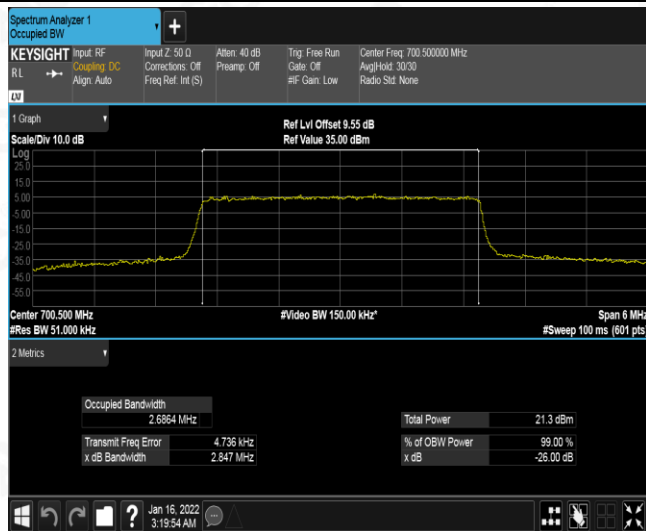 Spectrum Analyzer 1
Occupied BW
+
KEYSIGHT
RL
LXI
Input: RF
Coupling: DC
Align: Auto
Input Z: 50 Ω
Corrections: Off
Freq Ref: Int (S)
Atten: 40 dB
Preamp: Off
Trig: Free Run
Gate: Off
#IF Gain: Low
Center Freq: 700.500000 MHz
Avg|Hold: 30/30
Radio Std: None
1 Graph
Scale/Div 10.0 dB
Ref Lvl Offset 9.55 dB
Ref Value 35.00 dBm
Log
25.0
15.0
5.00
-5.00
-15.0
-25.0
-35.0
-45.0
-55.0
Center 700.500 MHz
#Video BW 150.00 kHz*
Span 6 MHz
#Res BW 51.000 kHz
#Sweep 100 ms (601 pts)
2 Metrics
Occupied Bandwidth
2.6864 MHz
Transmit Freq Error 4.736 kHz
x dB Bandwidth 2.847 MHz
Total Power 21.3 dBm
% of OBW Power 99.00 %
x dB -26.00 dB
?
Jan 16, 2022
3:19:54 AM